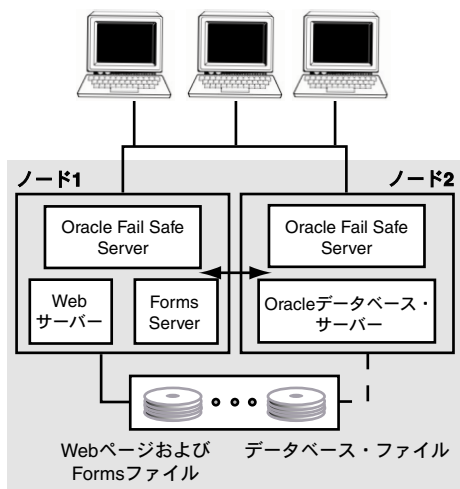 ノード1
ノード2
Oracle Fail Safe
Server
Oracle Fail Safe
Server
Web
サーバー
Forms
Server
Oracleデータベース・
サーバー
Webページおよび
Formsファイル
データベース・ファイル